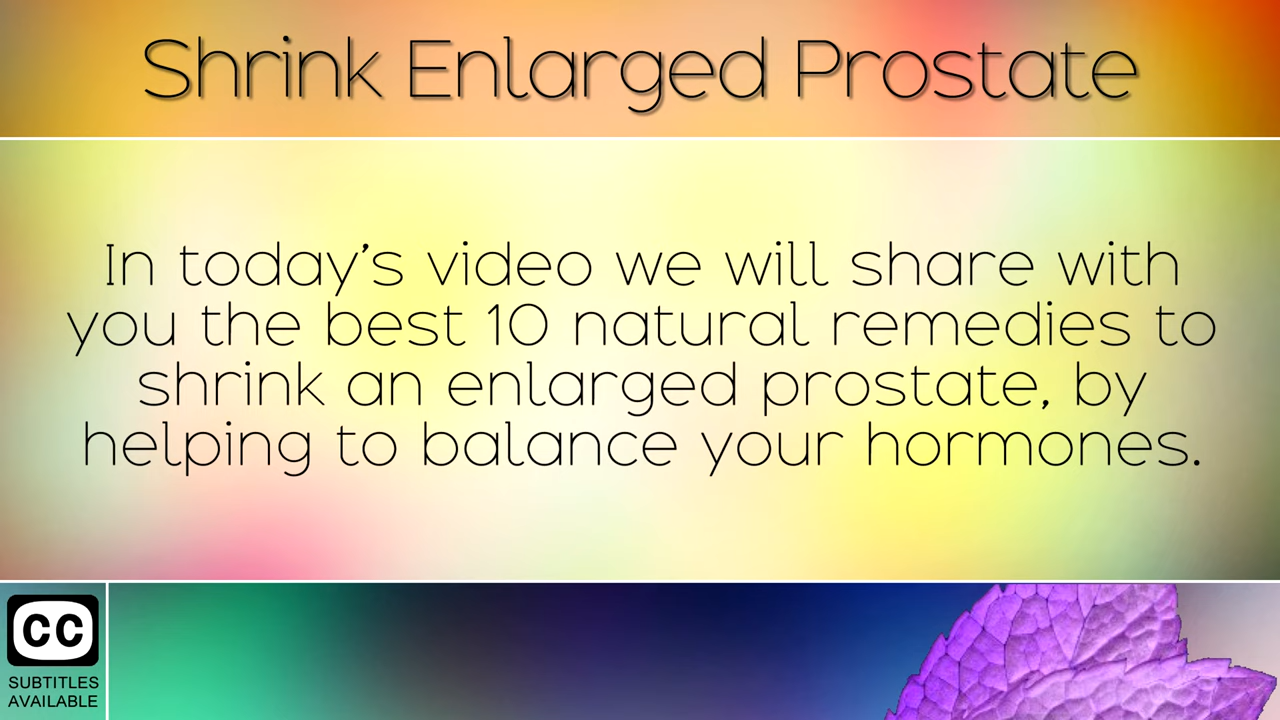 Shrink Enlarged Prostate
In today's video we will share with
you the best 10 natural remedies to
shrink an enlarged prostate, by
helping to balance your hormones.
CC
SUBTITLES
AVAILABLE